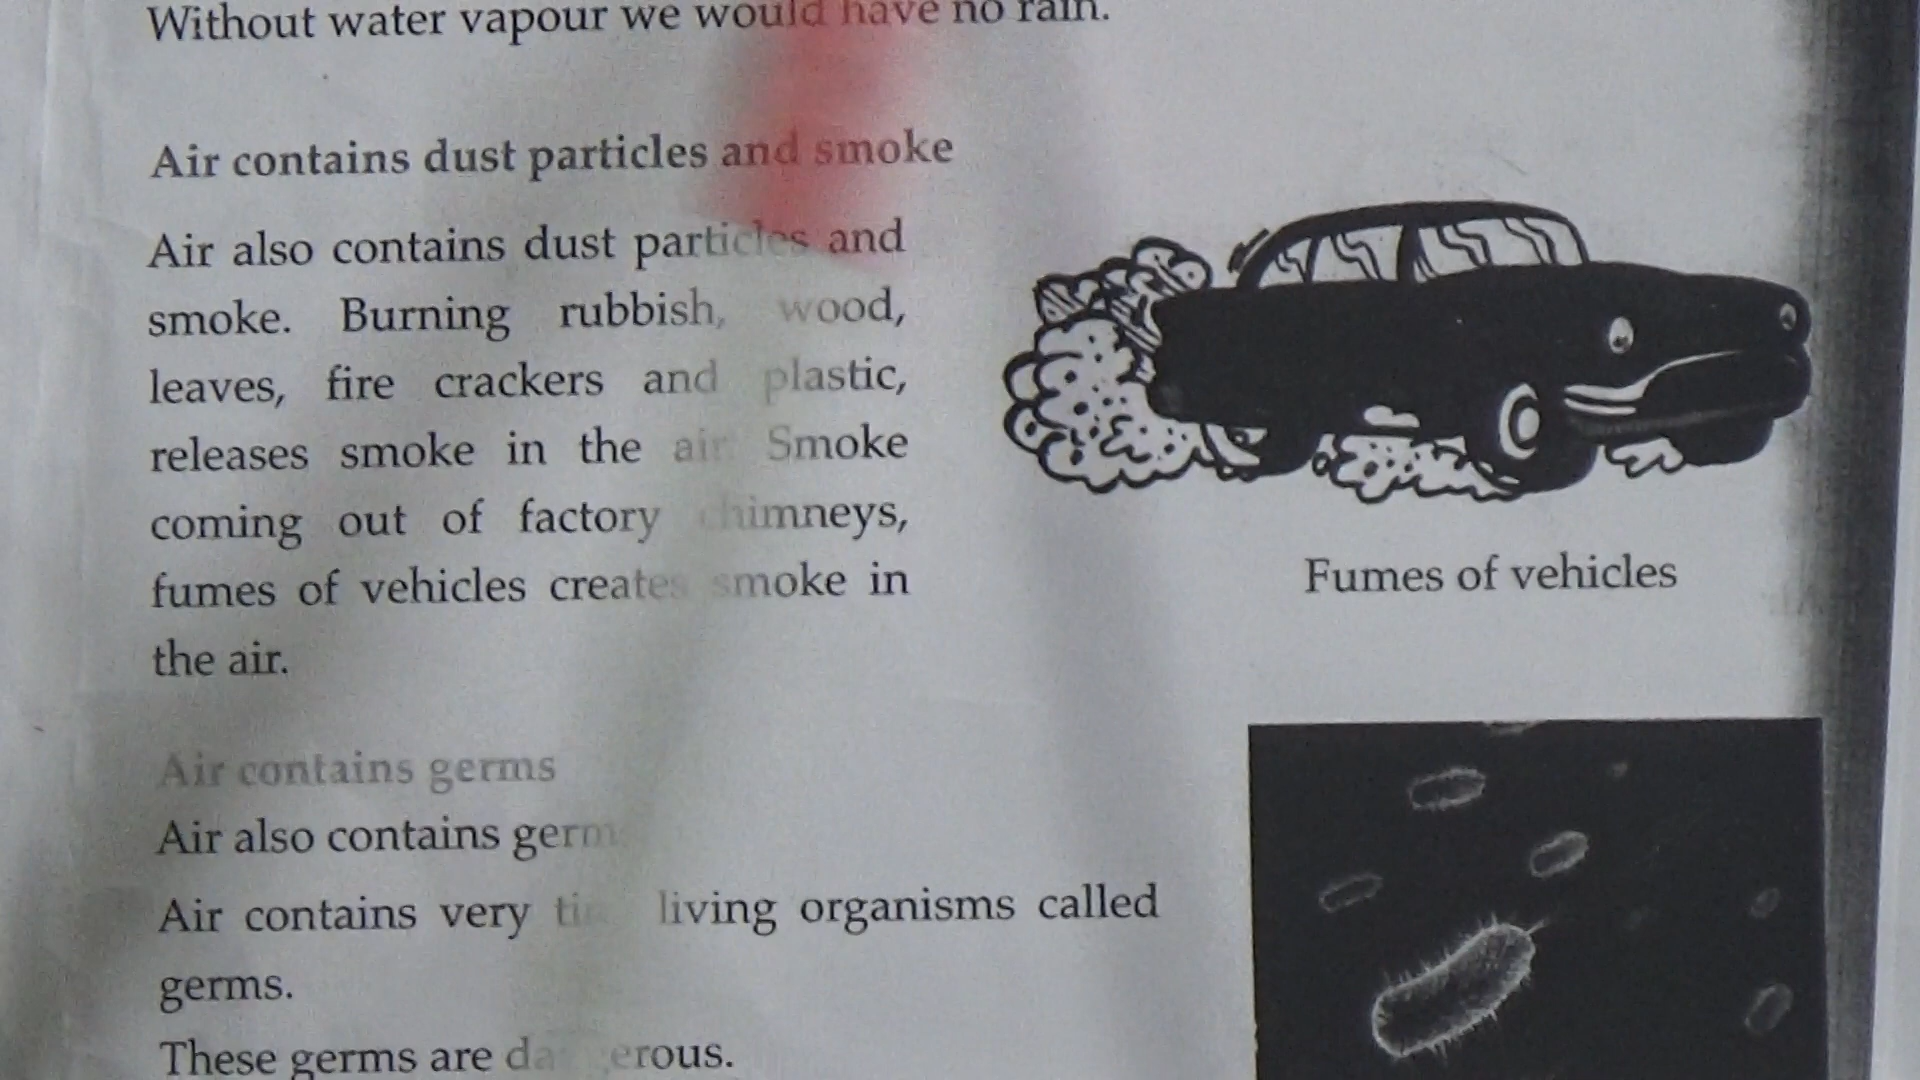 Without water vapour we would have no rain.
Air contains dust particles and smoke
Air also contains dust particles and
smoke. Burning rubbish, wood,
leaves, fire crackers and plastic,
releases smoke in the air. Smoke
coming out of factory chimneys,
fumes of vehicles creates smoke in
the air.
Fumes of vehicles
Air contains germs
Air also contains germ
Air contains very living organisms called
germs.
These germs are dangerous.